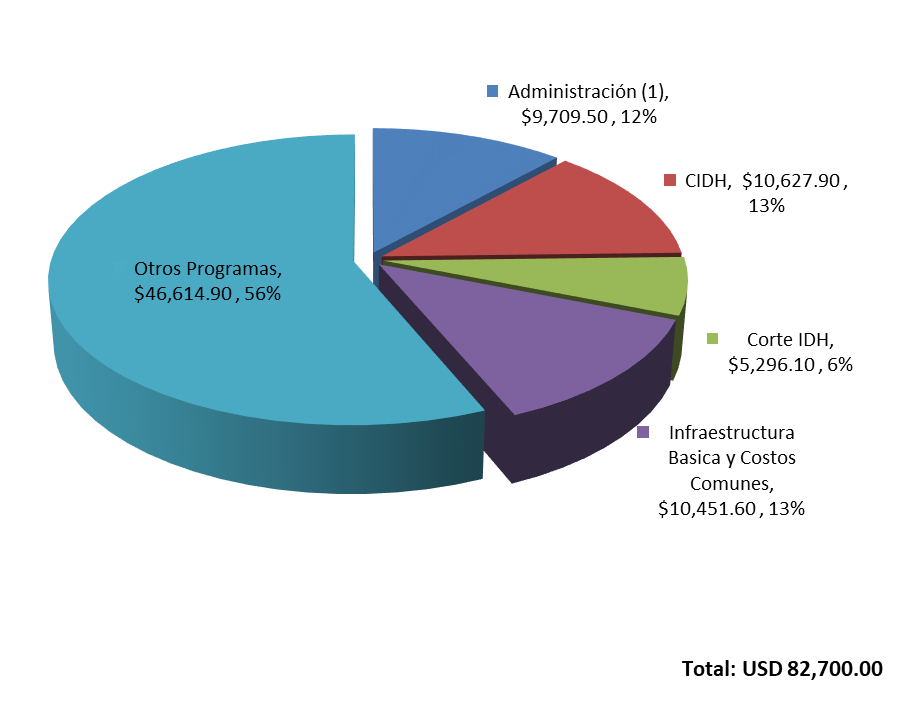 Administración (1),
$9,709.50 , 12%
CIDH,  $10,627.90 ,
13%
Otros Programas,
$46,614.90 , 56%
Corte IDH,
$5,296.10 , 6%
Infraestructura
Basica y Costos
Comunes,
$10,451.60 , 13%
Total: USD 82,700.00